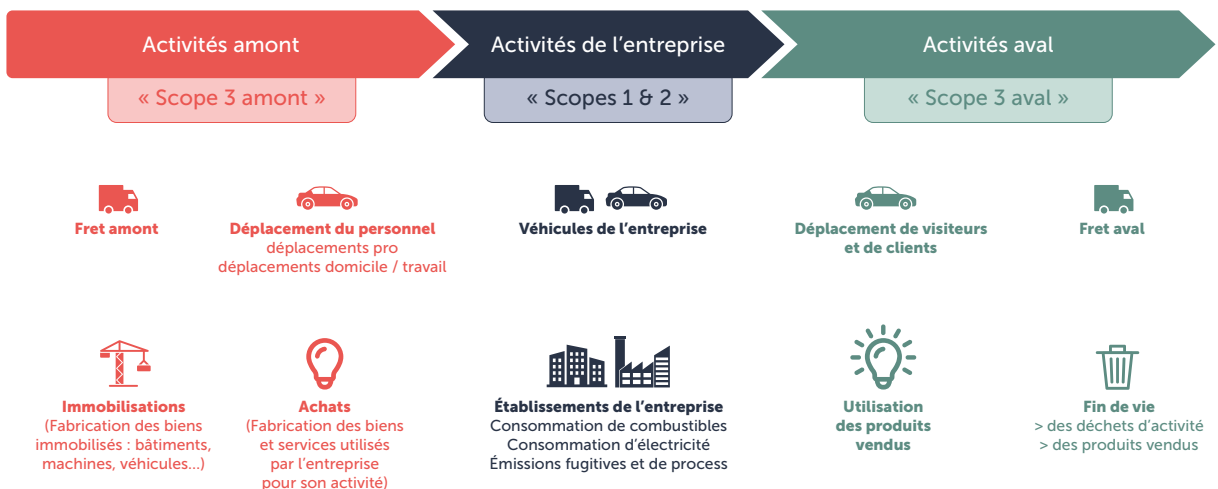 Activités amont
Activités de l'entreprise
Activités aval
« Scope 3 amont »
« Scopes 1 & 2 »
« Scope 3 aval »
Fret amont
Déplacement du personnel
déplacements pro
déplacements domicile / travail
Véhicules de l'entreprise
Déplacement de visiteurs
et de clients
Fret aval
Immobilisations
(Fabrication des biens
immobilisés : bâtiments,
machines, véhicules...)
Achats
(Fabrication des biens
et services utilisés
par l'entreprise
pour son activité)
Établissements de l'entreprise
Consommation de combustibles
Consommation d'électricité
Émissions fugitives et de process
Utilisation
des produits
vendus
Fin de vie
> des déchets d'activité
> des produits vendus